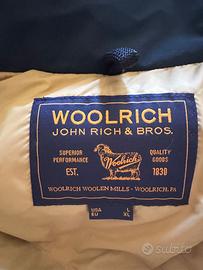 WOOLRICH
JOHN RICH & BROS.
SUPERIOR PERFORMANCE
QUALITY GOODS
Woolrich
EST.
1830
WOOLRICH WOOLEN MILLS - WOOLRICH, PA
USA L
EU XL
subito